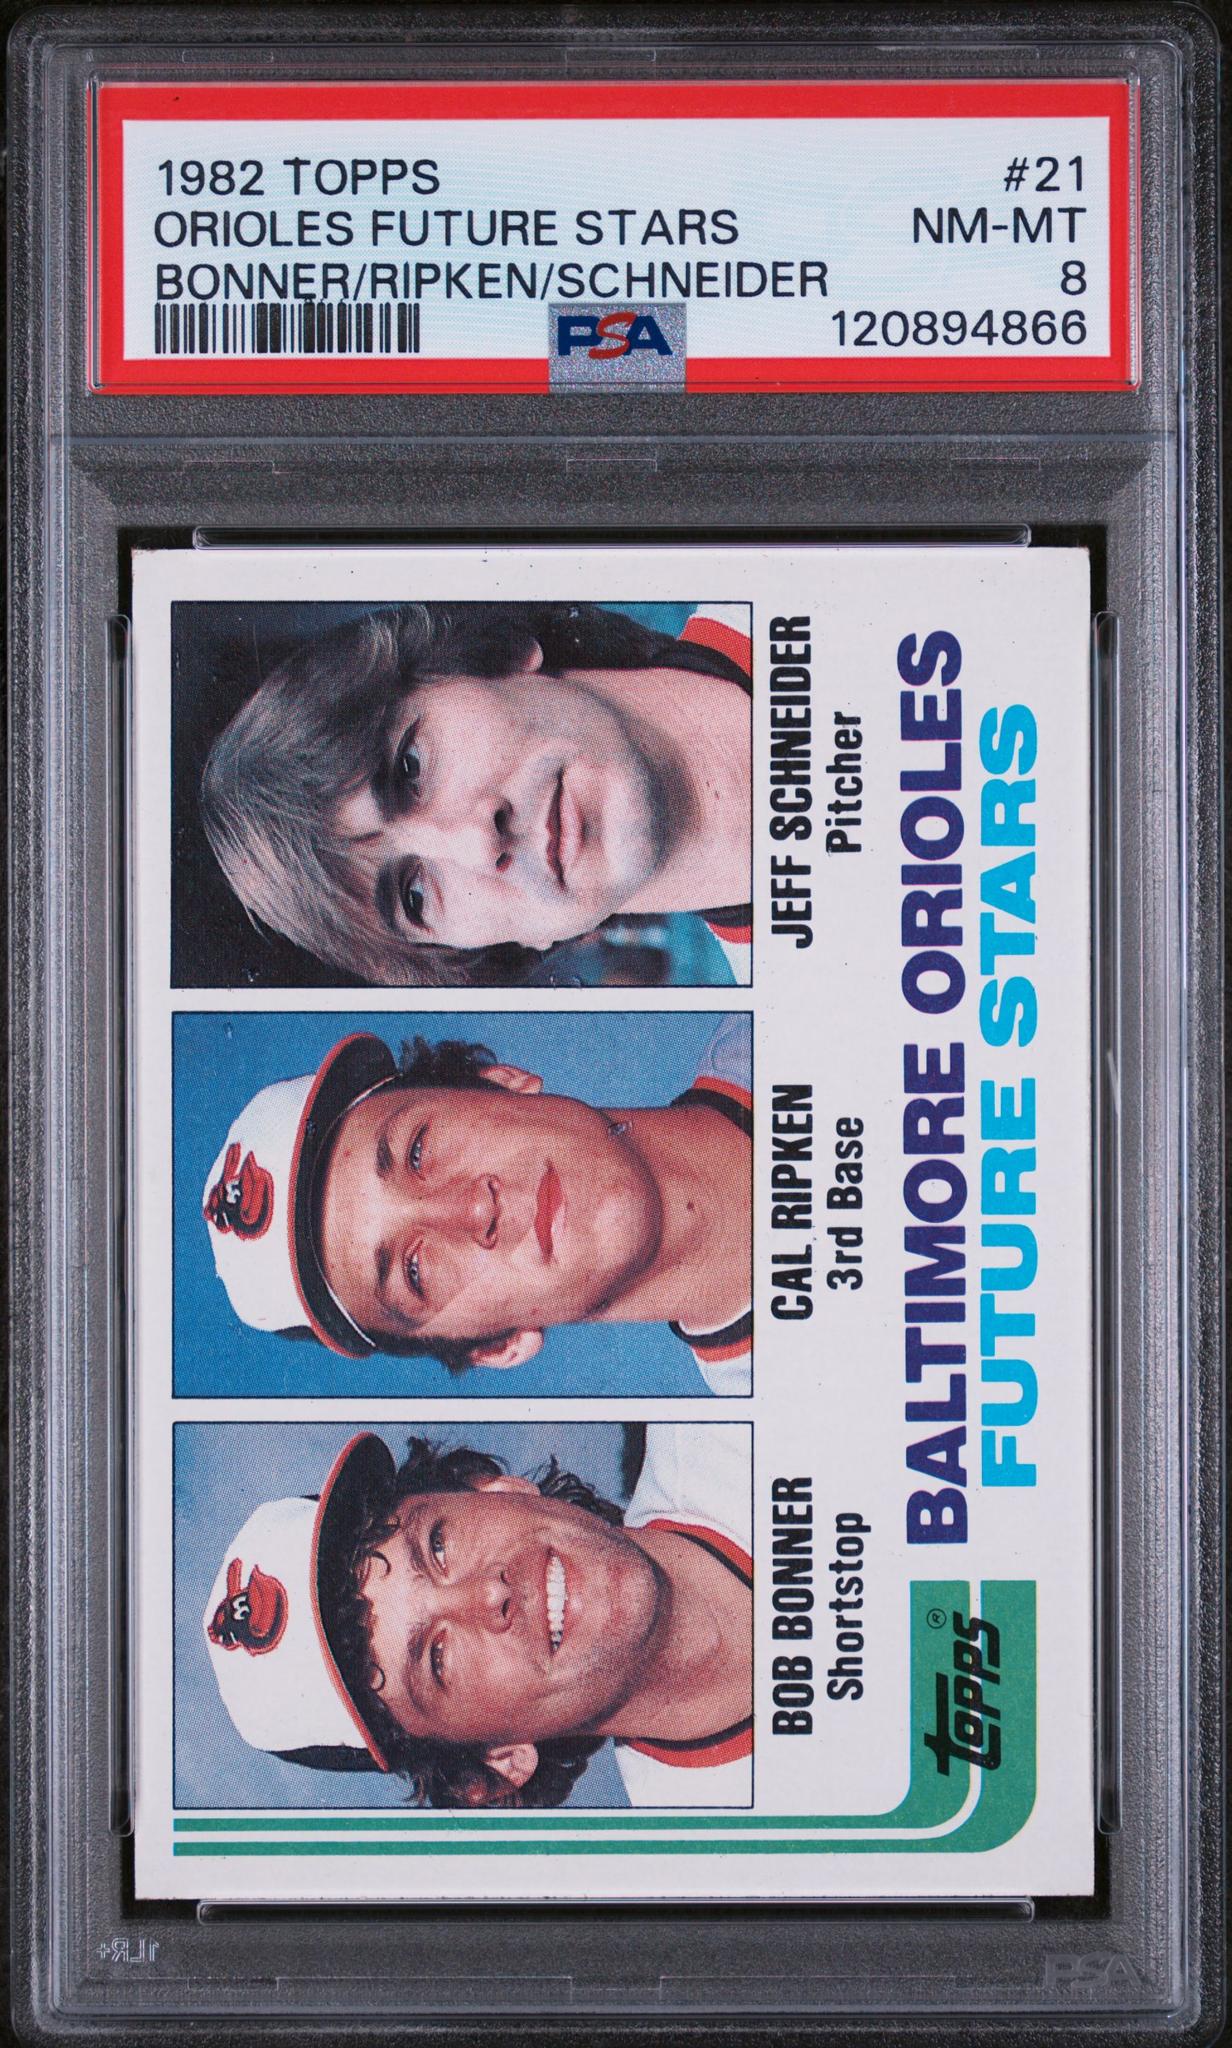 1982 TOPPS #21
ORIOLES FUTURE STARS NM-MT
BONNER/RIPKEN/SCHNEIDER 8
PSA 120894866
BOB BONNER
Shortstop
CAL RIPKEN
3rd Base
JEFF SCHNEIDER
Pitcher
topps®
BALTIMORE ORIOLES
FUTURE STARS
1LR+
PSA